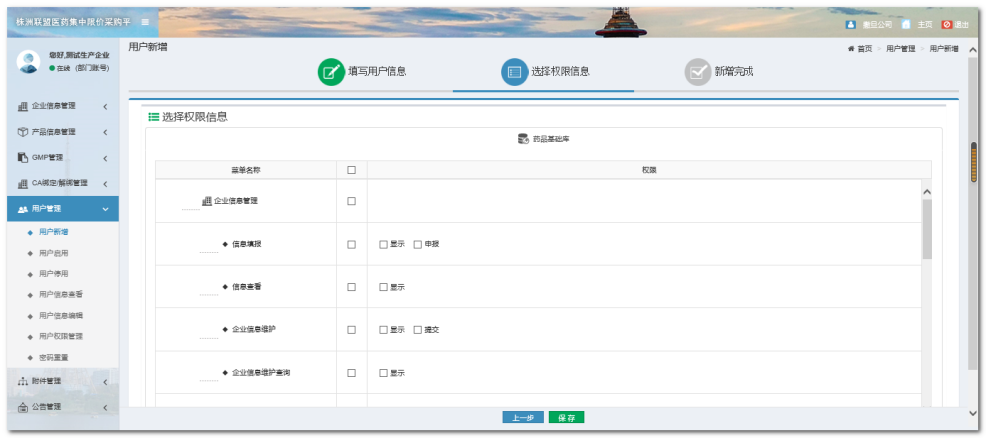 株洲联盟医药集中限价采购平
傲旦公司 主页 退出
您好,测试生产企业
在线 (部门账号)
企业信息管理
产品信息管理
GMP管理
CA绑定/解绑管理
用户管理
用户新增
用户启用
用户停用
用户信息查看
用户信息编辑
用户权限管理
密码重置
附件管理
公告管理
用户新增
首页 > 用户管理 > 用户新增
填写用户信息
选择权限信息
新增完成
选择权限信息
药品基础库
菜单名称 权限
企业信息管理
信息填报 显示 申报
信息查看 显示
企业信息维护 显示 提交
企业信息维护查询 显示
上一步 保存